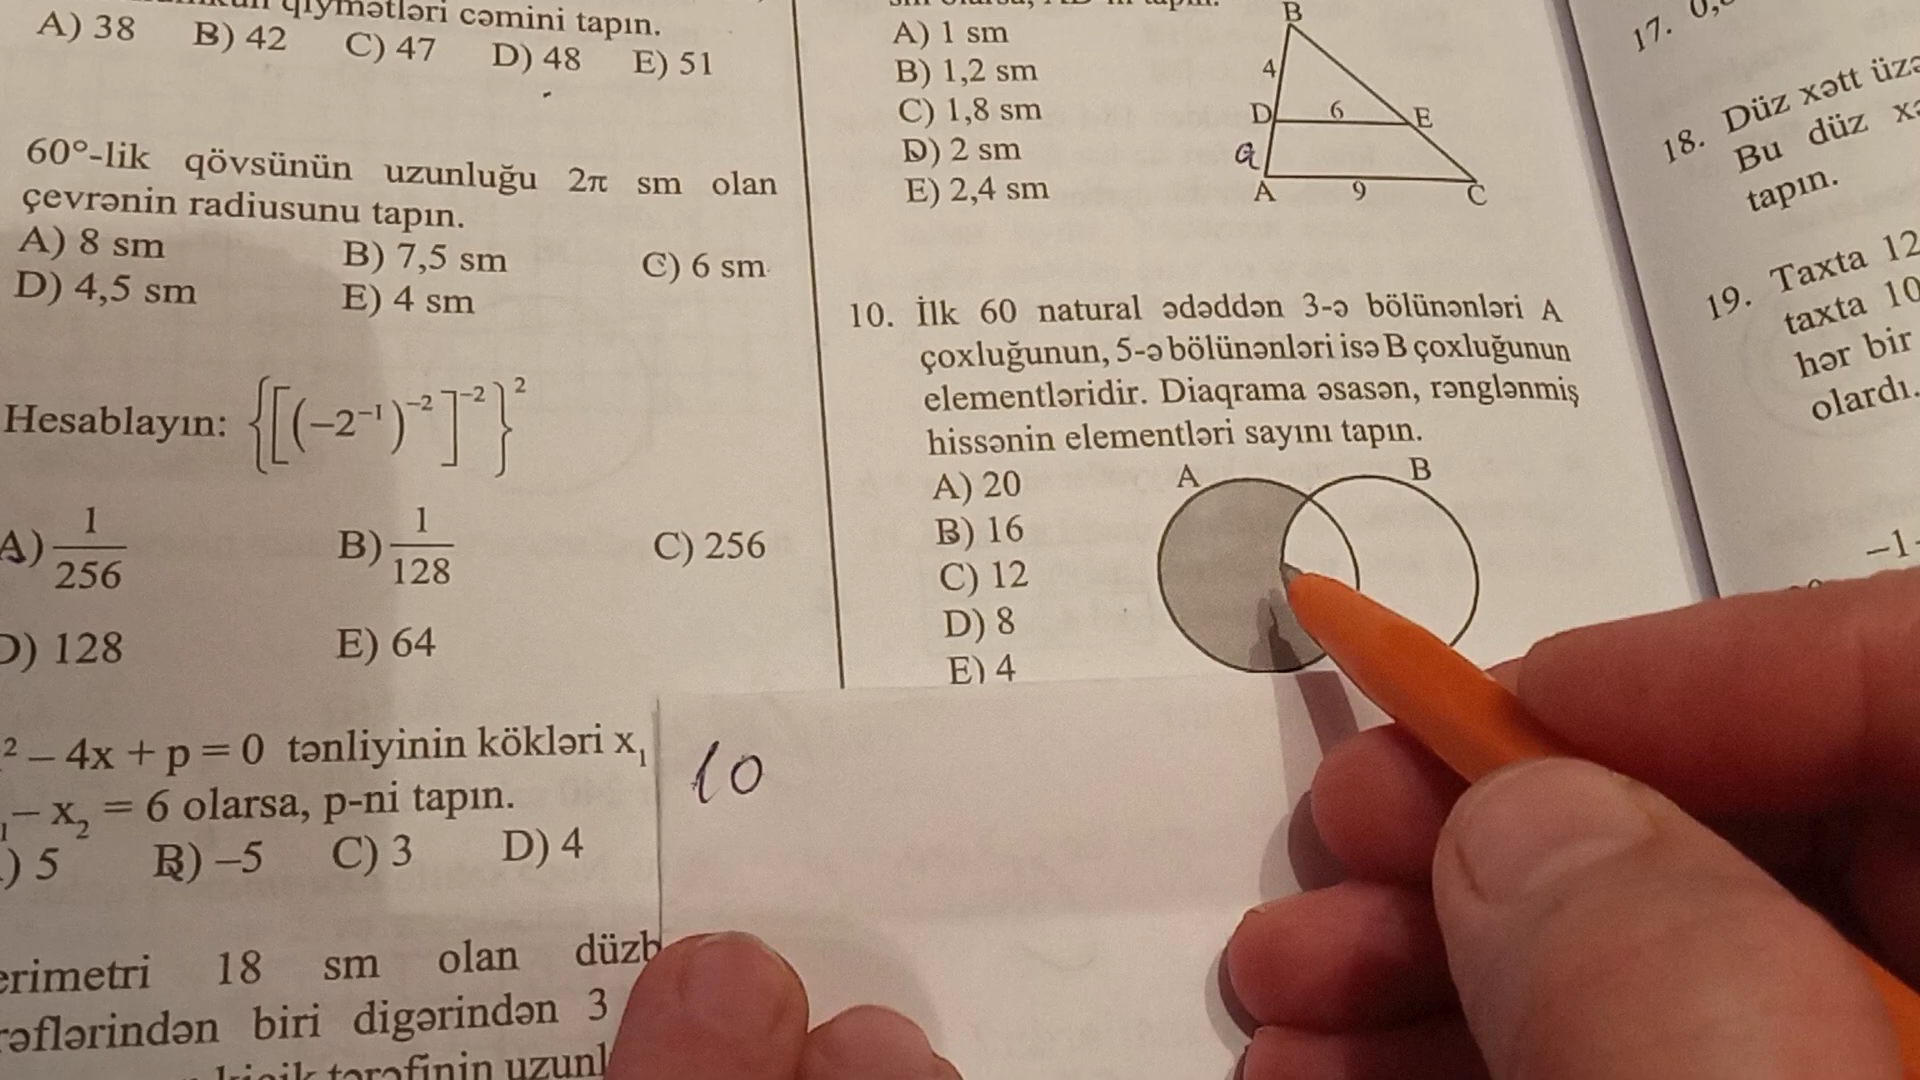 qiymətləri cəmini tapın.
A) 38 B) 42 C) 47 D) 48 E) 51
60°-lik qövsünün uzunluğu 2π sm olan
çevrənin radiusunu tapın.
A) 8 sm B) 7,5 sm C) 6 sm
D) 4,5 sm E) 4 sm
Hesablayın: {[(−2⁻¹)⁻²]⁻²}²
A) 1/256 B) 1/128 C) 256
D) 128 E) 64
² − 4x + p = 0 tənliyinin kökləri x₁
₁ − x₂ = 6 olarsa, p-ni tapın.
) 5 B) −5 C) 3 D) 4
18 sm olan
biri digərindən 3
A) 1 sm
B) 1,2 sm
C) 1,8 sm
D) 2 sm
E) 2,4 sm
B
4
D 6 E
a
A 9 C
10. İlk 60 natural ədəddən 3-ə bölünənləri A
çoxluğunun, 5-ə bölünənləri isə B çoxluğunun
elementləridir. Diaqrama əsasən, rənglənmiş
hissənin elementləri sayını tapın.
A) 20
B) 16
C) 12
D) 8
E) 4
A B
10
17.
18. Düz xətt
Bu düz
tapın.
19. Taxta 12
taxta 10
hər bir
olardı.
−1